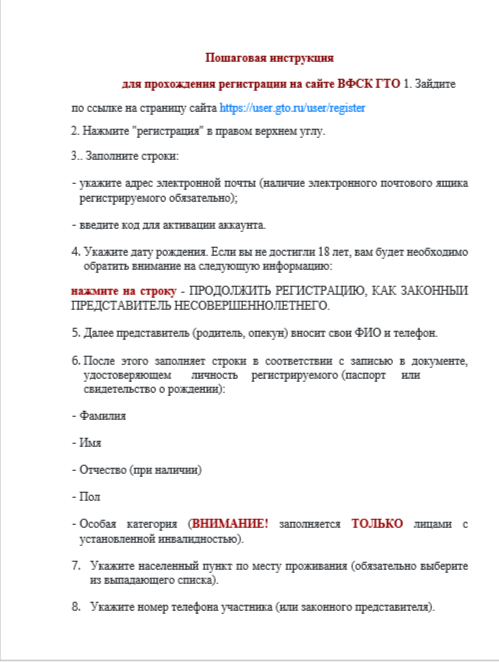 Пошаговая инструкция
для прохождения регистрации на сайте ВФСК ГТО 1. Зайдите
по ссылке на страницу сайта https://user.gto.ru/user/register
2. Нажмите "регистрация" в правом верхнем углу.
3.. Заполните строки:
- укажите адрес электронной почты (наличие электронного почтового ящика
регистрируемого обязательно);
- введите код для активации аккаунта.
4. Укажите дату рождения. Если вы не достигли 18 лет, вам будет необходимо
обратить внимание на следующую информацию:
нажмите на строку - ПРОДОЛЖИТЬ РЕГИСТРАЦИЮ, КАК ЗАКОННЫЙ
ПРЕДСТАВИТЕЛЬ НЕСОВЕРШЕННОЛЕТНЕГО.
5. Далее представитель (родитель, опекун) вносит свои ФИО и телефон.
6. После этого заполняет строки в соответствии с записью в документе,
удостоверяющем личность регистрируемого (паспорт или
свидетельство о рождении):
- Фамилия
- Имя
- Отчество (при наличии)
- Пол
- Особая категория (ВНИМАНИЕ! заполняется ТОЛЬКО лицами с
установленной инвалидностью).
7. Укажите населенный пункт по месту проживания (обязательно выберите
из выпадающего списка).
8. Укажите номер телефона участника (или законного представителя).